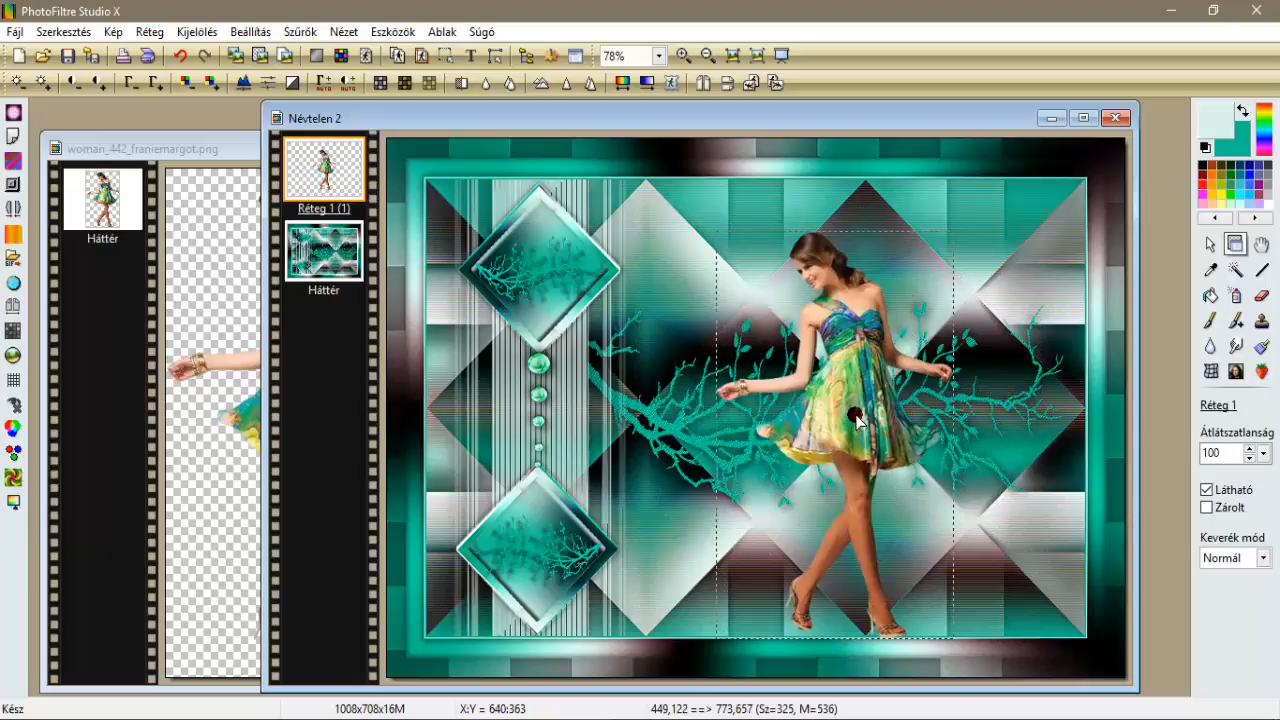 PhotoFiltre Studio X
Fájl Szerkesztés Kép Réteg Kijelölés Beállítás Szűrők Nézet Eszközök Ablak Súgó
78%
AUTO AUTO
woman_442_franiemargot.png
Háttér
Névtelen 2
Réteg 1 (1)
Háttér
Réteg 1
Átlátszatlanság
100
Látható
Zárolt
Keverék mód
Normál
Kész 1008x708x16M X:Y = 640:363 449,122 ==> 773,657 (Sz=325, M=536)